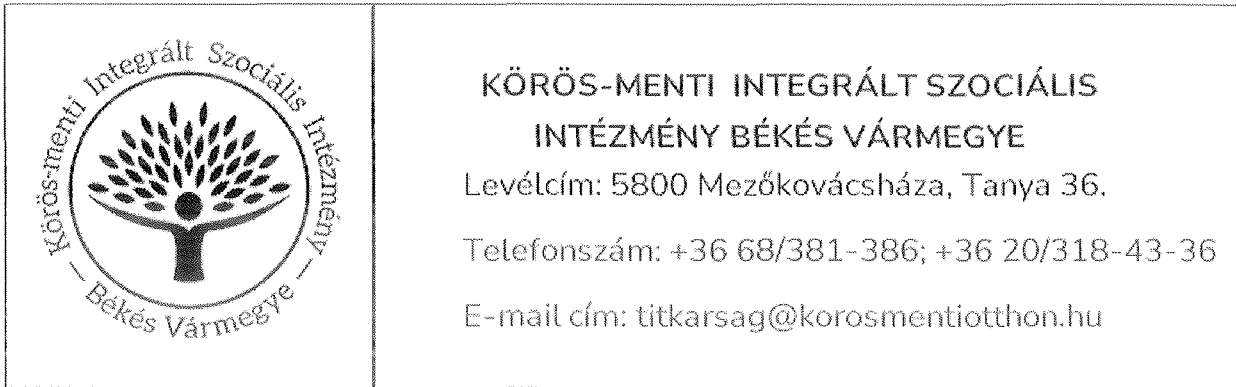 Körös-menti Integrált Szociális Intézmény
— Békés Vármegye —
KÖRÖS-MENTI INTEGRÁLT SZOCIÁLIS
INTÉZMÉNY BÉKÉS VÁRMEGYE
Levélcím: 5800 Mezőkovácsháza, Tanya 36.
Telefonszám: +36 68/381-386; +36 20/318-43-36
E-mail cím: titkarsag@korosmentiotthon.hu